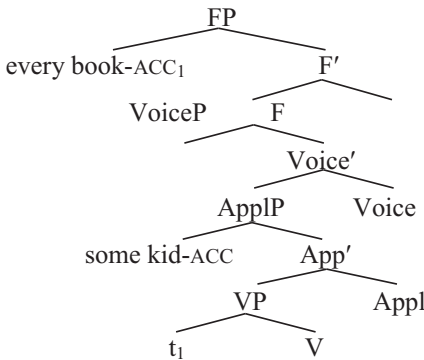 FP
every book-ACC₁ F′
VoiceP F
Voice′
ApplP Voice
some kid-ACC App′
VP Appl
t₁ V